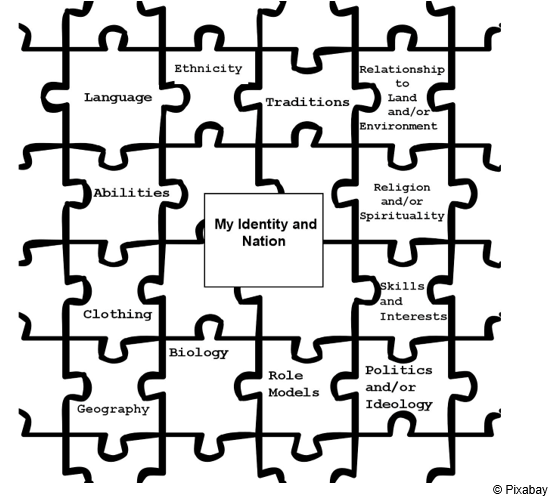 Ethnicity
Language
Traditions
Relationship
to
Land
and/or
Environment
Abilities
Religion
and/or
Spirituality
My Identity and
Nation
Clothing
Skills
and
Interests
Biology
Role
Models
Politics
and/or
Ideology
Geography
© Pixabay